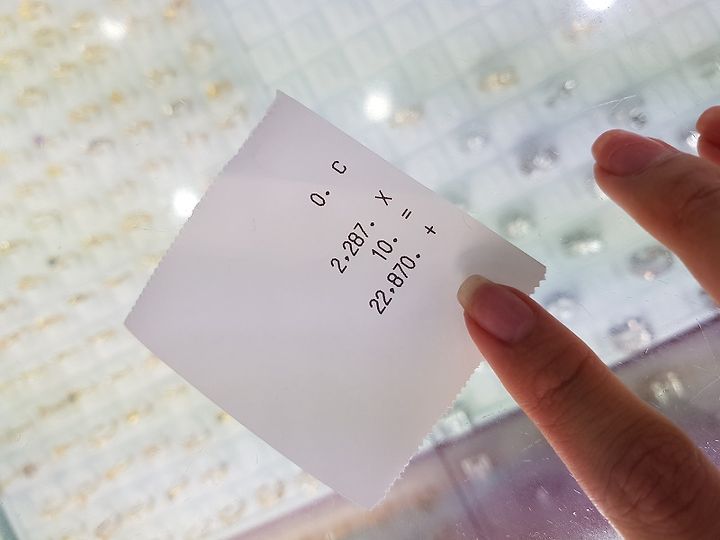 0. C
2,287. X
10. =
22,870. +